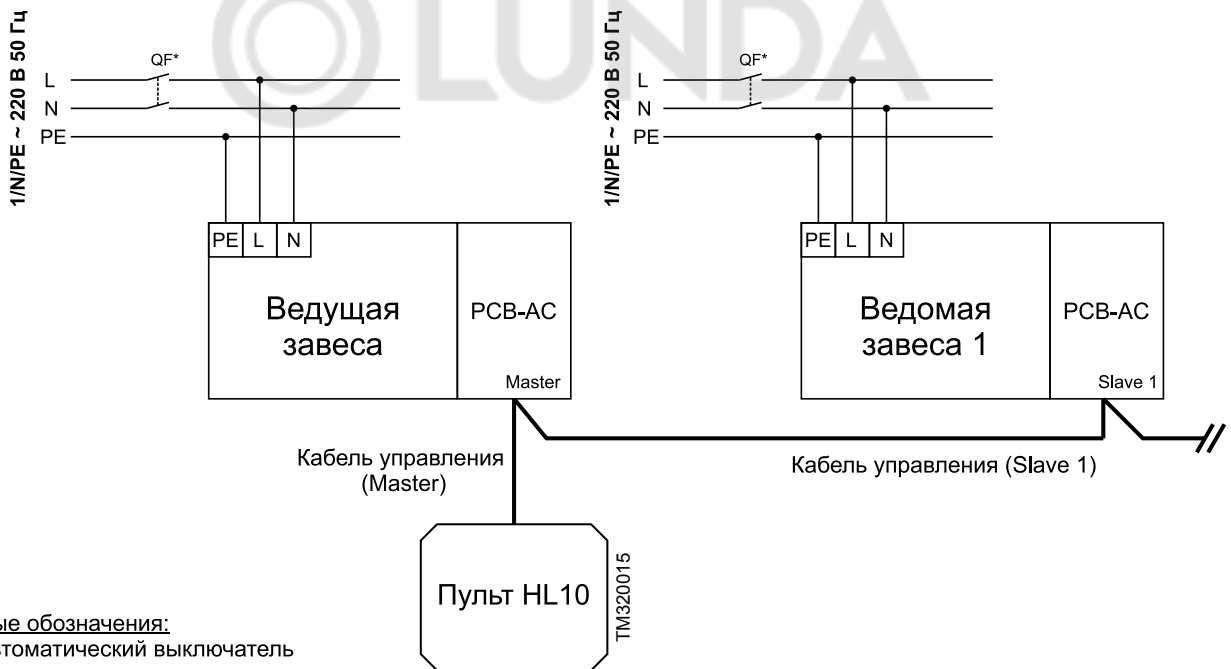 LUNDA
1/N/PE ~ 220 В 50 Гц
QF*
L
N
PE
PE L N
Ведущая
завеса
PCB-AC
Master
1/N/PE ~ 220 В 50 Гц
QF*
L
N
PE
PE L N
Ведомая
завеса 1
PCB-AC
Slave 1
Кабель управления
(Master)
Кабель управления (Slave 1)
Пульт HL10
TM320015
ые обозначения:
втоматический выключатель